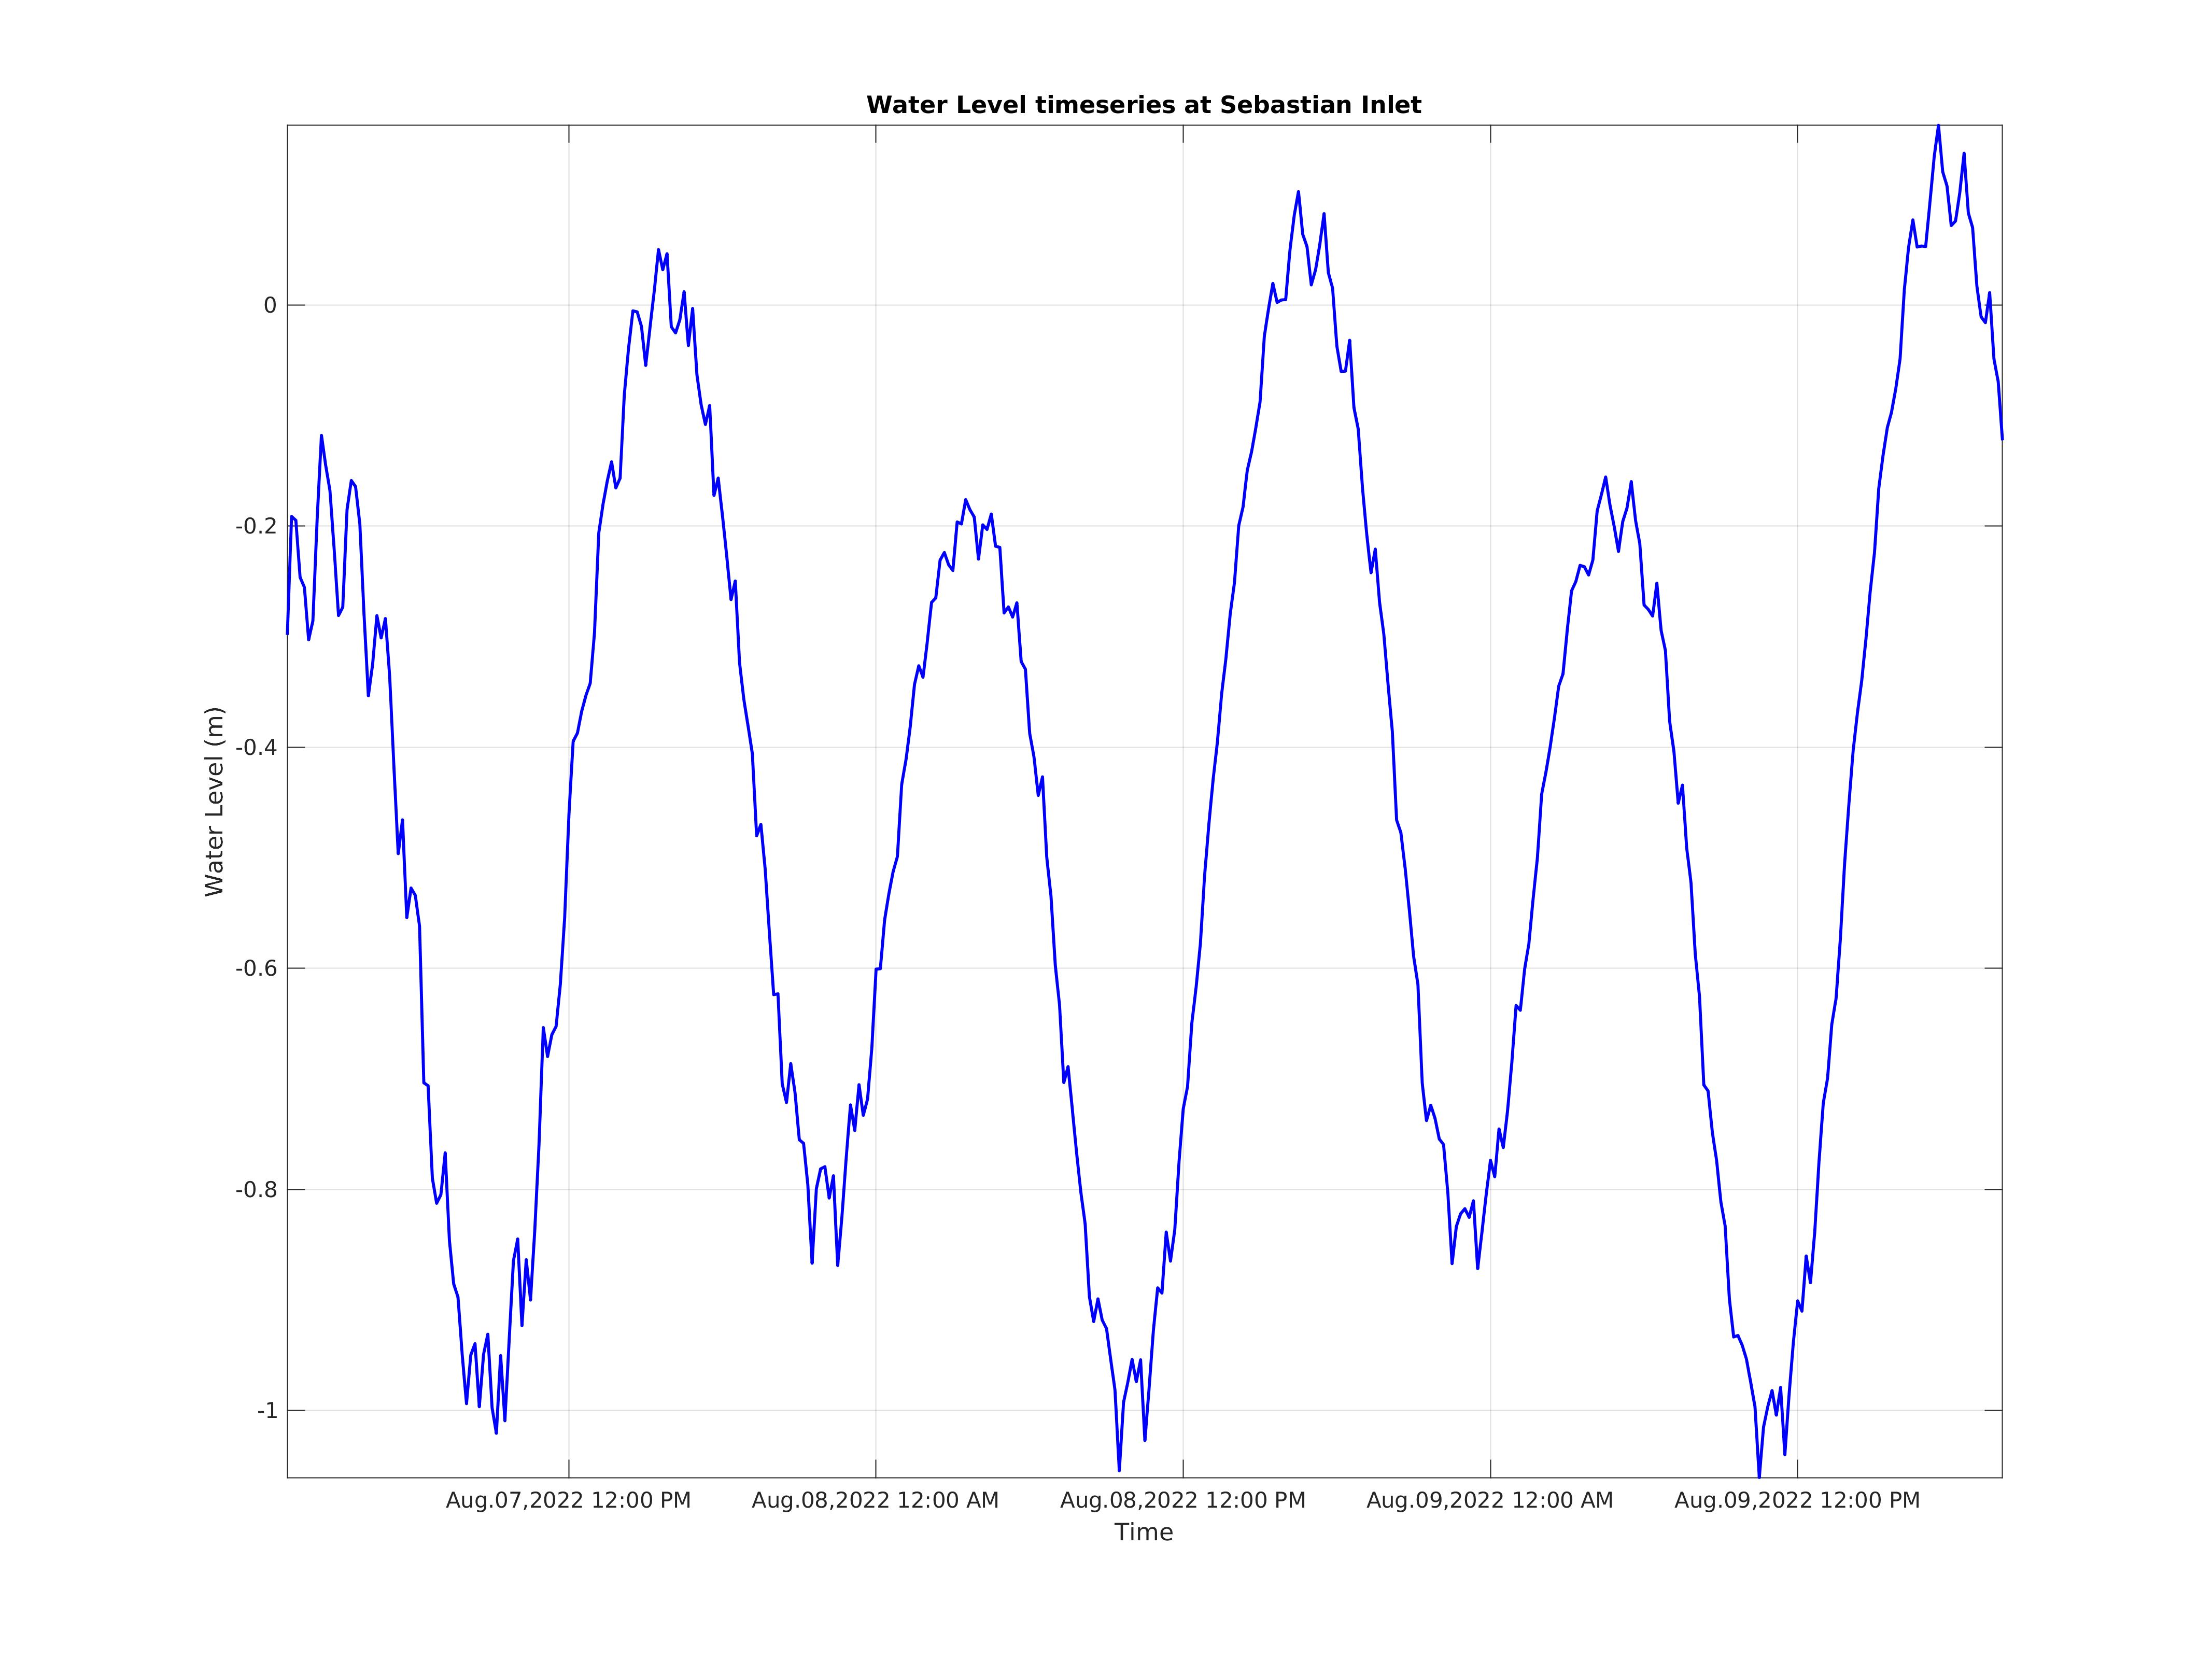 Water Level timeseries at Sebastian Inlet
0
-0.2
-0.4
-0.6
-0.8
-1
Water Level (m)
Aug.07,2022 12:00 PM
Aug.08,2022 12:00 AM
Aug.08,2022 12:00 PM
Aug.09,2022 12:00 AM
Aug.09,2022 12:00 PM
Time